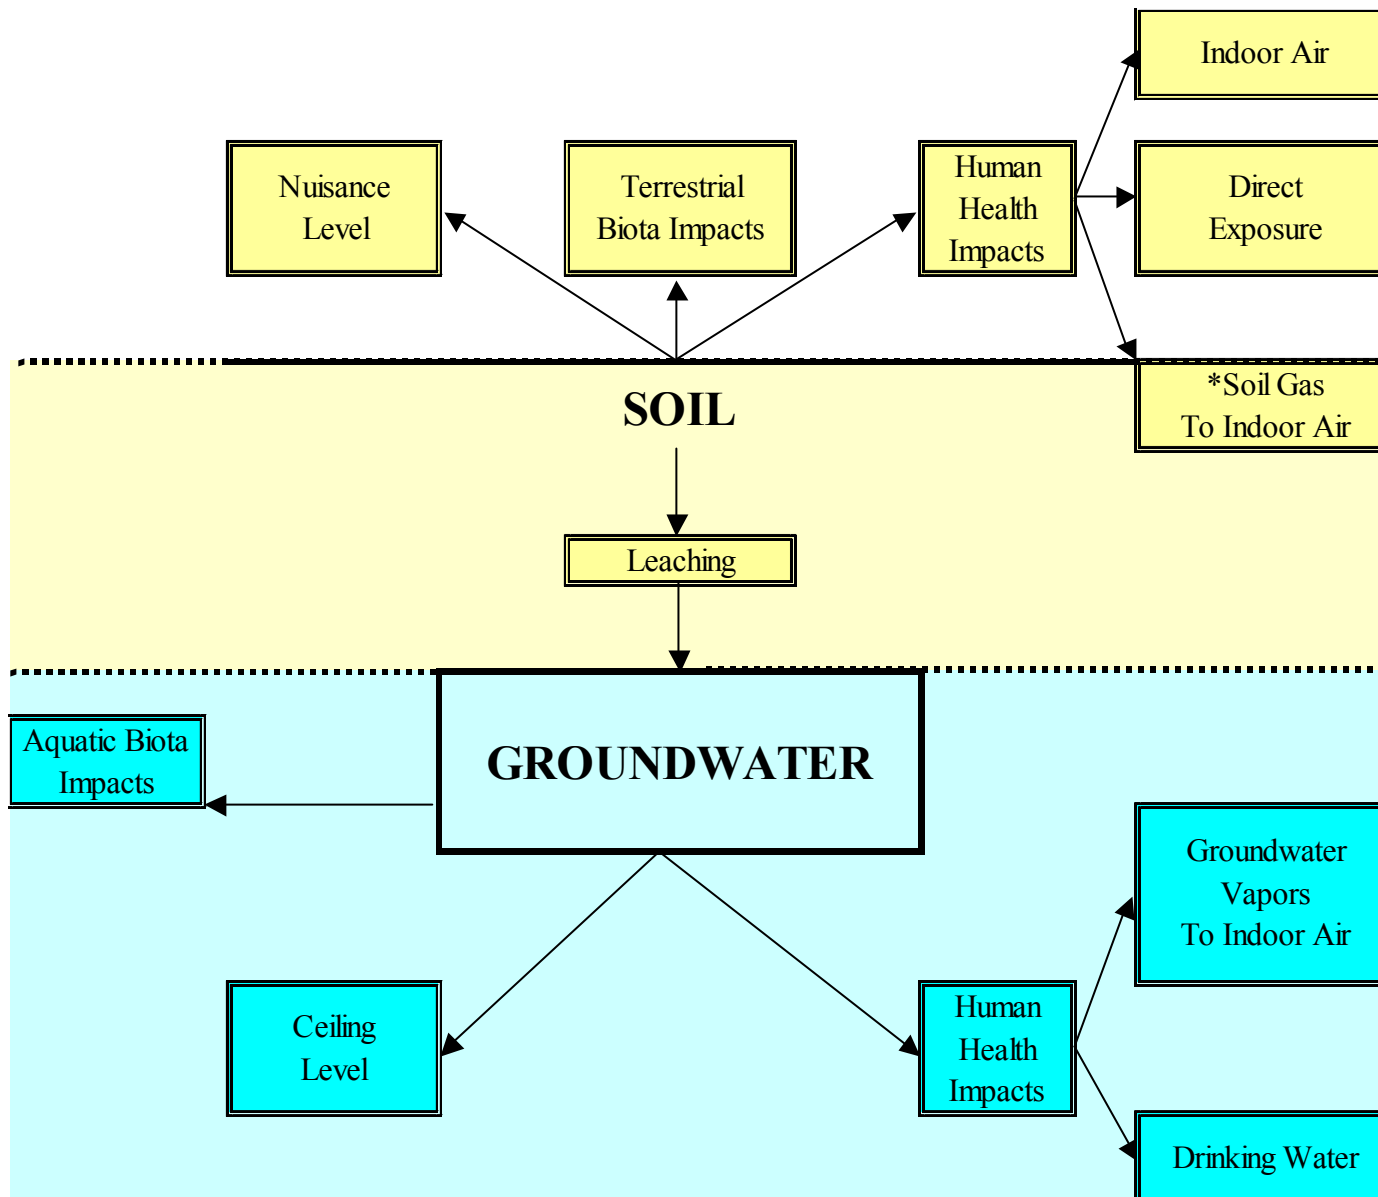 Indoor Air
Nuisance
Level
Terrestrial
Biota Impacts
Human
Health
Impacts
Direct
Exposure
SOIL
*Soil Gas
To Indoor Air
Leaching
GROUNDWATER
Aquatic Biota
Impacts
Groundwater
Vapors
To Indoor Air
Ceiling
Level
Human
Health
Impacts
Drinking Water